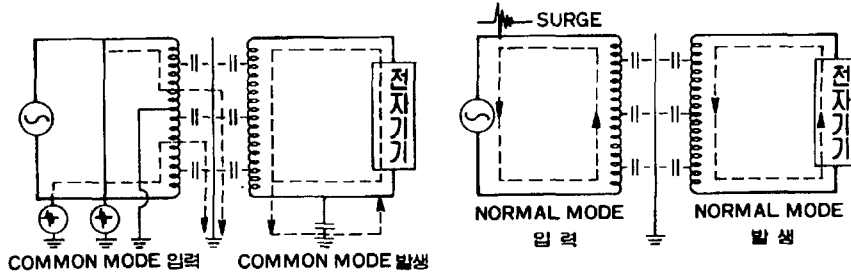 전자기기
COMMON MODE 입력
COMMON MODE 발생
SURGE
전자기기
NORMAL MODE
입 력
NORMAL MODE
발 생